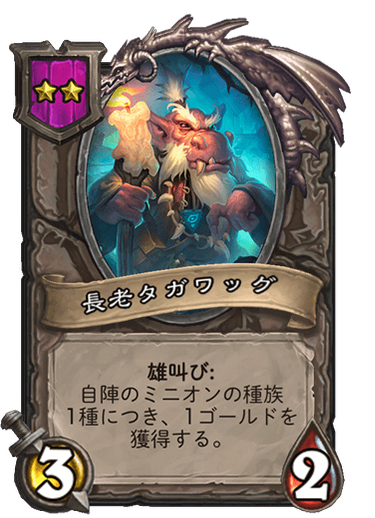 長老タガワッグ
雄叫び:
自陣のミニオンの種族
1種につき、1ゴールドを
獲得する。
3
2